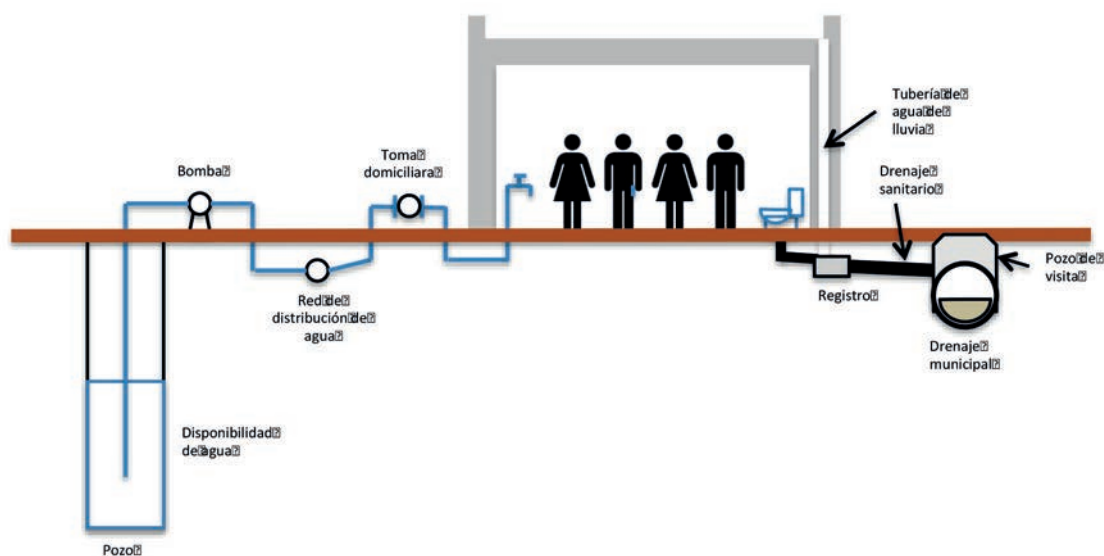 Tubería de
agua de
lluvia
Toma
domiciliara
Bomba
Drenaje
sanitario
Pozo de
visita
Registro
Red de
distribución de
agua
Drenaje
municipal
Disponibilidad
de agua
Pozo